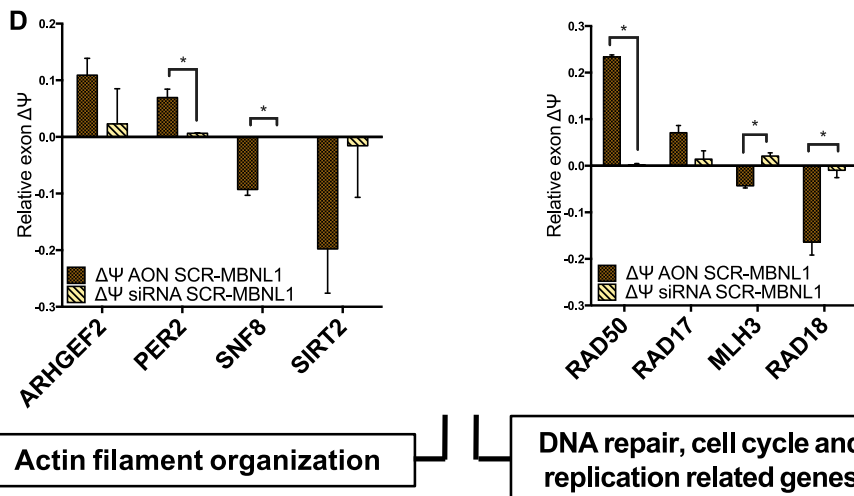 D
Relative exon ΔΨ
0.2
0.1
0.0
-0.1
-0.2
-0.3
*
ΔΨ AON SCR-MBNL1
ΔΨ siRNA SCR-MBNL1
ARHGEF2
PER2
SNF8
SIRT2
Actin filament organization
Relative exon ΔΨ
0.3
0.2
0.1
0.0
-0.1
-0.2
-0.3
*
*
*
ΔΨ AON SCR-MBNL1
ΔΨ siRNA SCR-MBNL1
RAD50
RAD17
MLH3
RAD18
DNA repair, cell cycle and
replication related genes